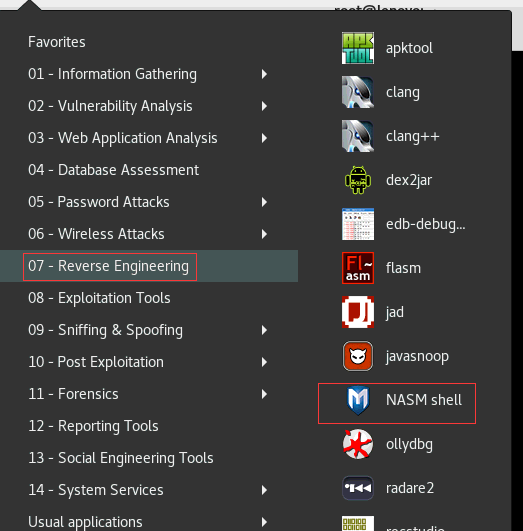 Favorites
01 - Information Gathering
02 - Vulnerability Analysis
03 - Web Application Analysis
04 - Database Assessment
05 - Password Attacks
06 - Wireless Attacks
07 - Reverse Engineering
08 - Exploitation Tools
09 - Sniffing & Spoofing
10 - Post Exploitation
11 - Forensics
12 - Reporting Tools
13 - Social Engineering Tools
14 - System Services
Usual applications
APK
TOOL
apktool
clang
clang++
dex2jar
edb-debug...
Fl~
asm
flasm
J
jad
javasnoop
M
NASM shell
ollydbg
radare2